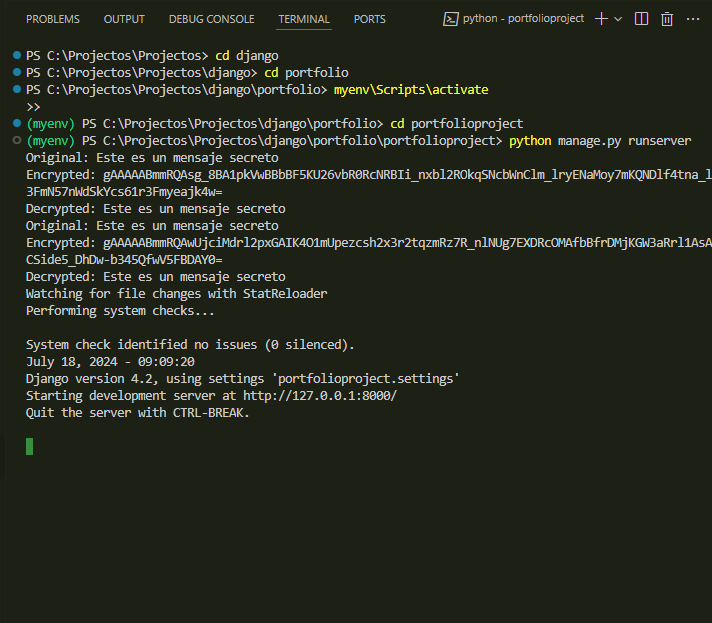 PROBLEMS OUTPUT DEBUG CONSOLE TERMINAL PORTS python - portfolioproject
PS C:\Projectos\Projectos> cd django
PS C:\Projectos\Projectos\django> cd portfolio
PS C:\Projectos\Projectos\django\portfolio> myenv\Scripts\activate
>>
(myenv) PS C:\Projectos\Projectos\django\portfolio> cd portfolioproject
(myenv) PS C:\Projectos\Projectos\django\portfolio\portfolioproject> python manage.py runserver
Original: Este es un mensaje secreto
Encrypted: gAAAAABmmRQAsg_8BA1pkVwBBbBF5KU26vbR0RcNRBIi_nxbl2ROkqSNcbWnClm_lryENaMoy7mKQNDlf4tna_l
3FmN57nWdSkYcs61r3Fmyeajk4w=
Decrypted: Este es un mensaje secreto
Original: Este es un mensaje secreto
Encrypted: gAAAAABmmRQAwUjciMdrl2pxGAIK4O1mUpezcsh2x3r2tqzmRz7R_nlNUg7EXDRcOMAfbBfrDMjKGW3aRrl1AsA
CSide5_DhDw-b345QfwV5FBDAY0=
Decrypted: Este es un mensaje secreto
Watching for file changes with StatReloader
Performing system checks...
System check identified no issues (0 silenced).
July 18, 2024 - 09:09:20
Django version 4.2, using settings 'portfolioproject.settings'
Starting development server at http://127.0.0.1:8000/
Quit the server with CTRL-BREAK.